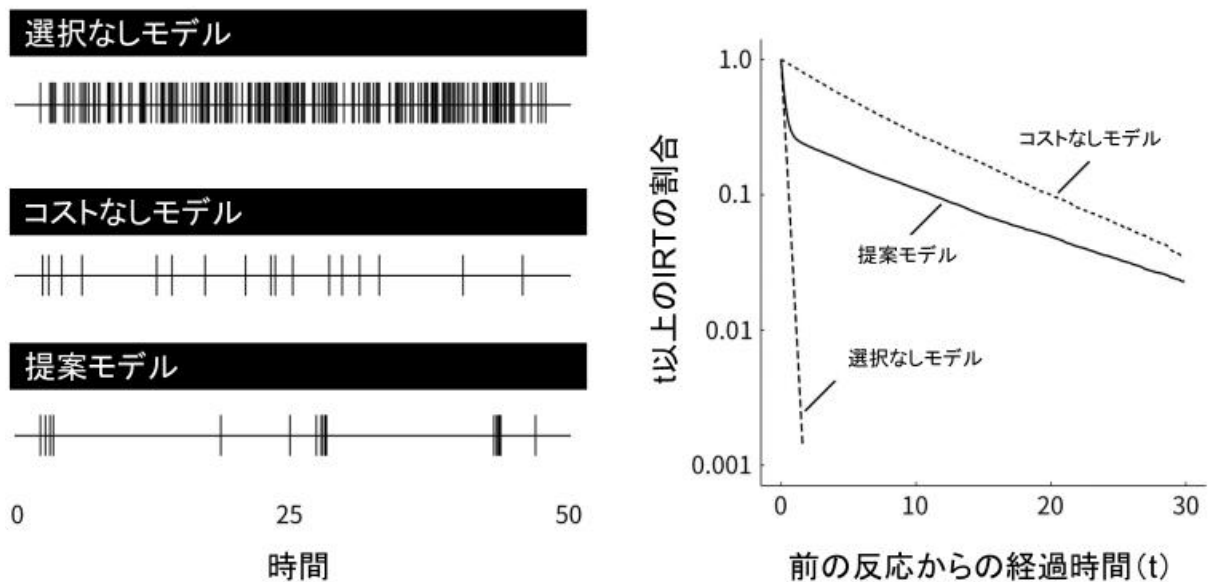 選択なしモデル
コストなしモデル
提案モデル
0 25 50
時間
t以上のIRTの割合
1.0
0.1
0.01
0.001
コストなしモデル
提案モデル
選択なしモデル
0 10 20 30
前の反応からの経過時間(t)